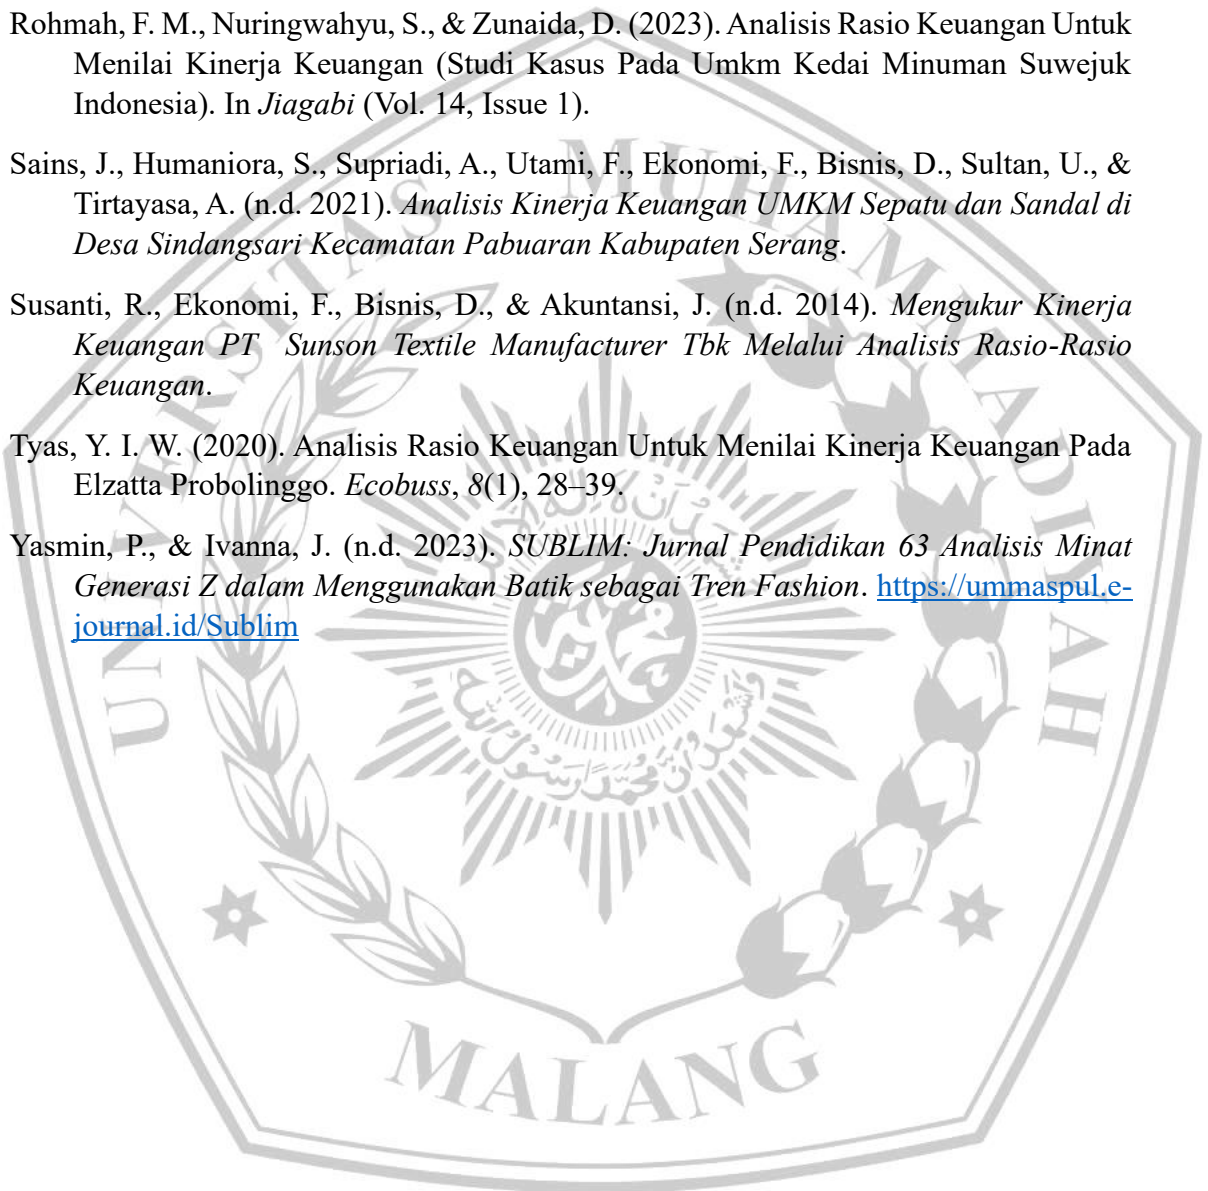 Rohmah, F. M., Nuringwahyu, S., & Zunaida, D. (2023). Analisis Rasio Keuangan Untuk
Menilai Kinerja Keuangan (Studi Kasus Pada Umkm Kedai Minuman Suwejuk
Indonesia). In Jiagabi (Vol. 14, Issue 1).
Sains, J., Humaniora, S., Supriadi, A., Utami, F., Ekonomi, F., Bisnis, D., Sultan, U., &
Tirtayasa, A. (n.d. 2021). Analisis Kinerja Keuangan UMKM Sepatu dan Sandal di
Desa Sindangsari Kecamatan Pabuaran Kabupaten Serang.
Susanti, R., Ekonomi, F., Bisnis, D., & Akuntansi, J. (n.d. 2014). Mengukur Kinerja
Keuangan PT Sunson Textile Manufacturer Tbk Melalui Analisis Rasio-Rasio
Keuangan.
Tyas, Y. I. W. (2020). Analisis Rasio Keuangan Untuk Menilai Kinerja Keuangan Pada
Elzatta Probolinggo. Ecobuss, 8(1), 28–39.
Yasmin, P., & Ivanna, J. (n.d. 2023). SUBLIM: Jurnal Pendidikan 63 Analisis Minat
Generasi Z dalam Menggunakan Batik sebagai Tren Fashion. https://ummaspul.e-
journal.id/Sublim
UNIVERSITAS MUHAMMADIYAH
MALANG